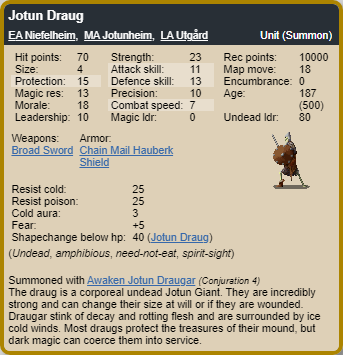 Jotun Draug
EA Niefelheim, MA Jotunheim, LA Utgård Unit (Summon)
Hit points: 70 Strength: 23 Rec points: 10000
Size: 4 Attack skill: 11 Map move: 18
Protection: 15 Defence skill: 13 Encumbrance: 0
Magic res: 13 Precision: 10 Age: 187
Morale: 18 Combat speed: 7 (500)
Leadership: 10 Magic ldr: 0 Undead ldr: 80
Weapons: Armor:
Broad Sword Chain Mail Hauberk
Shield
Resist cold: 25
Resist poison: 25
Cold aura: 3
Fear: +5
Shapechange below hp: 40 (Jotun Draug)
(Undead, amphibious, need-not-eat, spirit-sight)
Summoned with Awaken Jotun Draugar (Conjuration 4)
The draug is a corporeal undead Jotun Giant. They are incredibly
strong and can change their size at will or if they are wounded.
Draugar stink of decay and rotting flesh and are surrounded by ice
cold winds. Most draugs protect the treasures of their mound, but
dark magic can coerce them into service.